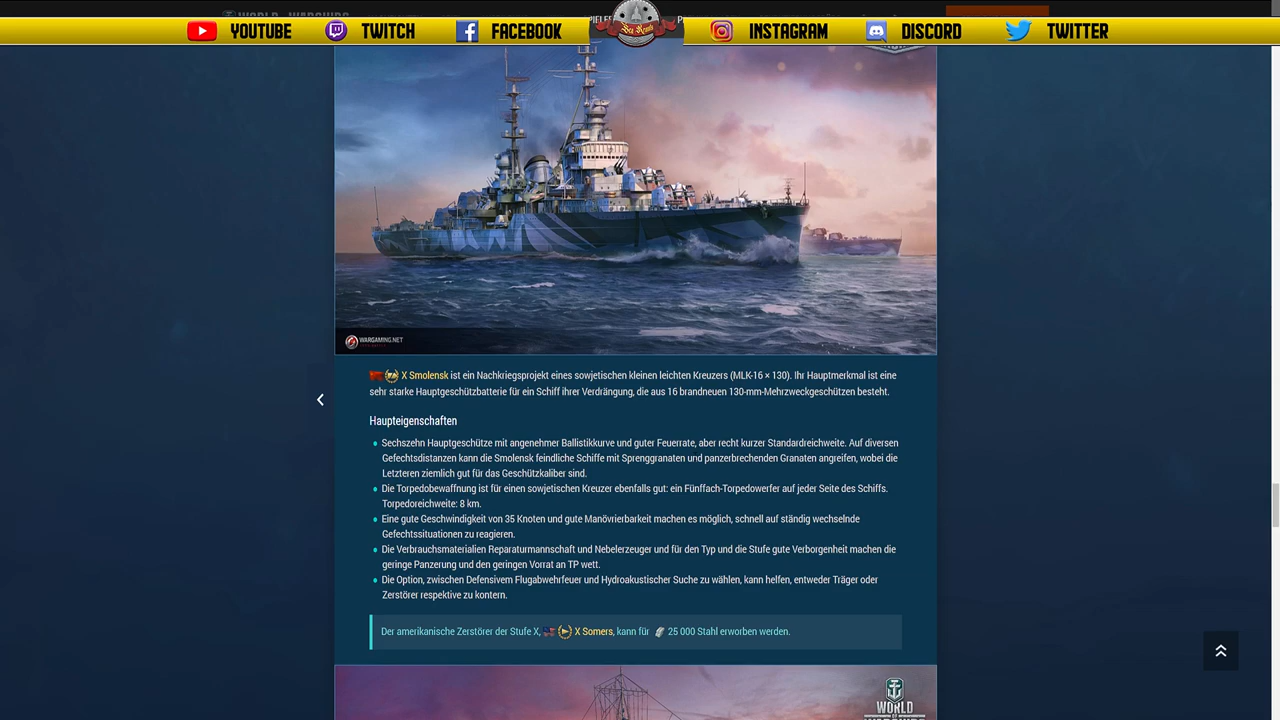 YOUTUBE TWITCH FACEBOOK INSTAGRAM DISCORD TWITTER
WARGAMING.NET
X Smolensk ist ein Nachkriegsprojekt eines sowjetischen kleinen leichten Kreuzers (MLK-16 × 130). Ihr Hauptmerkmal ist eine
sehr starke Hauptgeschützbatterie für ein Schiff ihrer Verdrängung, die aus 16 brandneuen 130-mm-Mehrzweckgeschützen besteht.
Haupteigenschaften
Sechszehn Hauptgeschütze mit angenehmer Ballistikkurve und guter Feuerrate, aber recht kurzer Standardreichweite. Auf diversen
Gefechtsdistanzen kann die Smolensk feindliche Schiffe mit Sprenggranaten und panzerbrechenden Granaten angreifen, wobei die
Letzteren ziemlich gut für das Geschützkaliber sind.
Die Torpedobewaffnung ist für einen sowjetischen Kreuzer ebenfalls gut: ein Fünffach-Torpedowerfer auf jeder Seite des Schiffs.
Torpedoreichweite: 8 km.
Eine gute Geschwindigkeit von 35 Knoten und gute Manövrierbarkeit machen es möglich, schnell auf ständig wechselnde
Gefechtssituationen zu reagieren.
Die Verbrauchsmaterialien Reparaturmannschaft und Nebelerzeuger und für den Typ und die Stufe gute Verborgenheit machen die
geringe Panzerung und den geringen Vorrat an TP wett.
Die Option, zwischen Defensivem Flugabwehrfeuer und Hydroakustischer Suche zu wählen, kann helfen, entweder Träger oder
Zerstörer respektive zu kontern.
Der amerikanische Zerstörer der Stufe X, X Somers, kann für 25 000 Stahl erworben werden.
WORLD